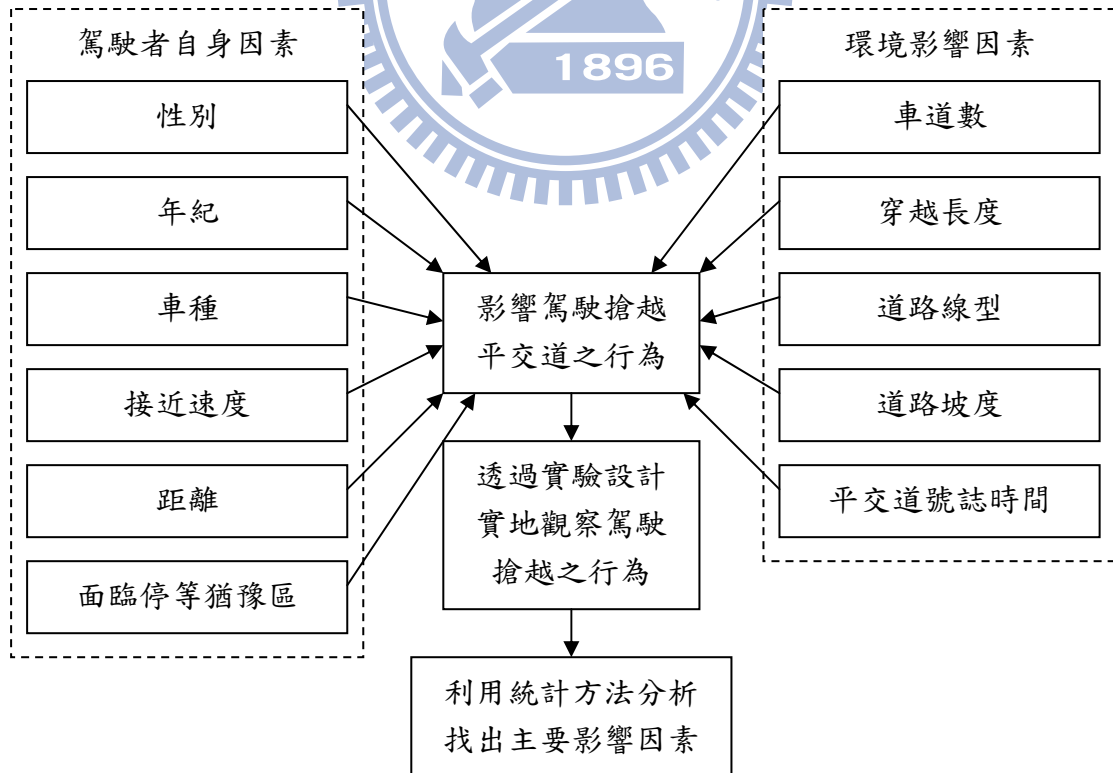 1896
駕駛者自身因素
性別
年紀
車種
接近速度
距離
面臨停等猶豫區
環境影響因素
車道數
穿越長度
道路線型
道路坡度
平交道號誌時間
影響駕駛搶越
平交道之行為
透過實驗設計
實地觀察駕駛
搶越之行為
利用統計方法分析
找出主要影響因素